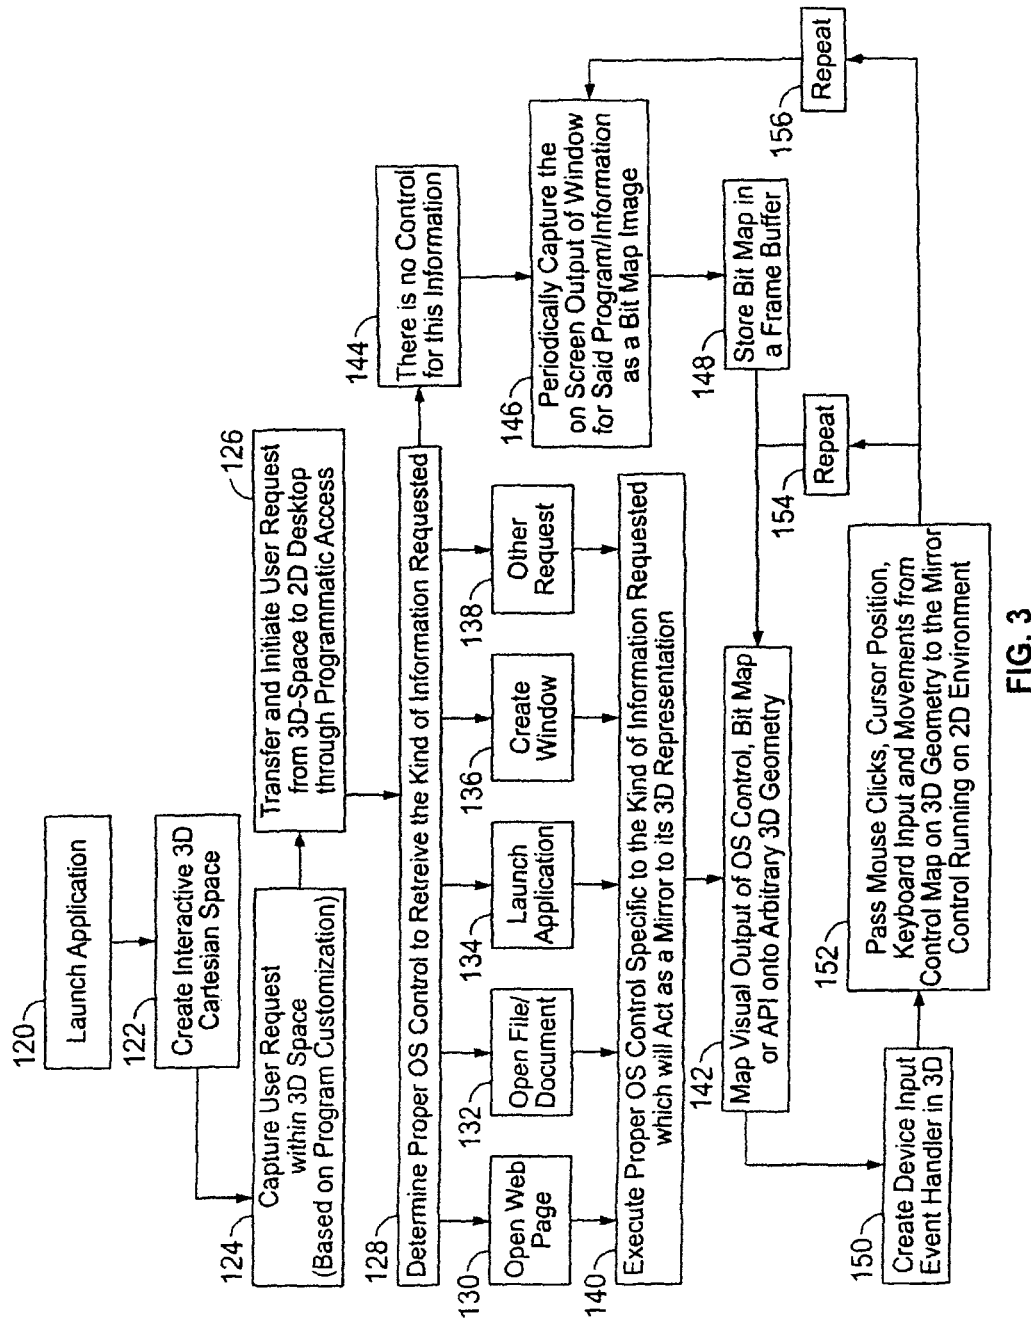 120
Launch Application
122
Create Interactive 3D
Cartesian Space
124
Capture User Request
within 3D Space
(Based on Program Customization)
126
Transfer and Initiate User Request
from 3D-Space to 2D Desktop
through Programmatic Access
128
Determine Proper OS Control to Retreive the Kind of Information Requested
130
Open Web
Page
132
Open File/
Document
134
Launch
Application
136
Create
Window
138
Other
Request
140
Execute Proper OS Control Specific to the Kind of Information Requested
which will Act as a Mirror to its 3D Representation
142
Map Visual Output of OS Control, Bit Map
or API onto Arbitrary 3D Geometry
144
There is no Control
for this Information
146
Periodically Capture the
on Screen Output of Window
for Said Program/Information
as a Bit Map Image
148
Store Bit Map in
a Frame Buffer
150
Create Device Input
Event Handler in 3D
152
Pass Mouse Clicks, Cursor Position,
Keyboard Input and Movements from
Control Map on 3D Geometry to the Mirror
Control Running on 2D Environment
154
Repeat
156
Repeat
FIG. 3